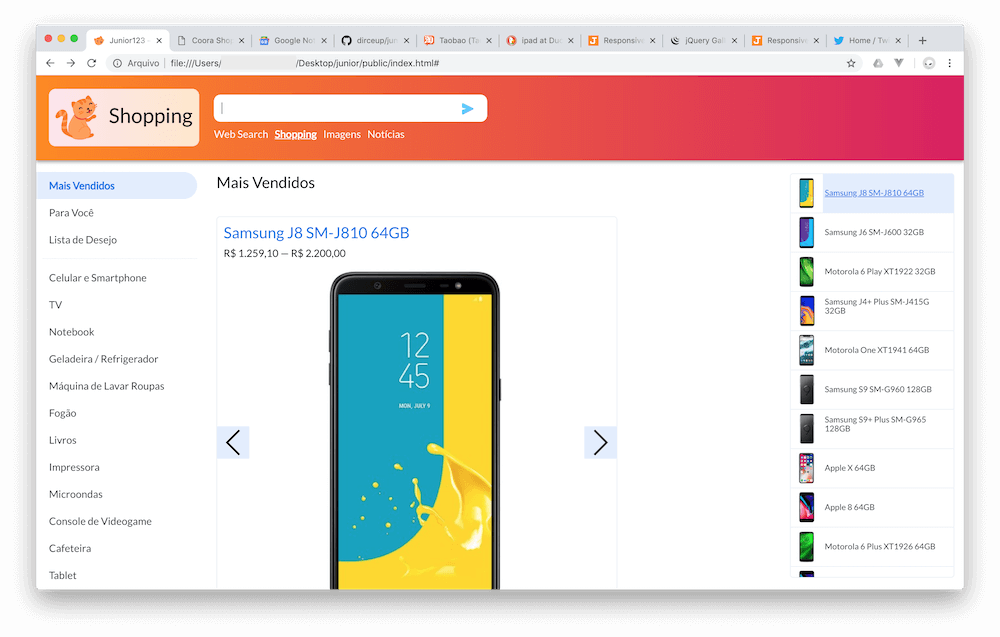 Junior123 -
Coora Sho
Google No
dirceup/jun
Taobao (Ta
ipad at Du
Responsiv
jQuery Gal
Responsive
Home / Tw
Arquivo
file:///Users/
/Desktop/junior/public/index.html#
Shopping
Web Search
Shopping
Imagens
Notícias
Mais Vendidos
Para Você
Lista de Desejo
Celular e Smartphone
TV
Notebook
Geladeira / Refrigerador
Máquina de Lavar Roupas
Fogão
Livros
Impressora
Microondas
Console de Videogame
Cafeteira
Tablet
Mais Vendidos
Samsung J8 SM-J810 64GB
R$ 1.259,10 — R$ 2.200,00
12
45
MON, JULY 9
Samsung J8 SM-J810 64GB
Samsung J6 SM-J600 32GB
Motorola 6 Play XT1922 32GB
Samsung J4+ Plus SM-J415G
32GB
Motorola One XT1941 64GB
Samsung S9 SM-G960 128GB
Samsung S9+ Plus SM-G965
128GB
Apple X 64GB
Apple 8 64GB
Motorola 6 Plus XT1926 64GB